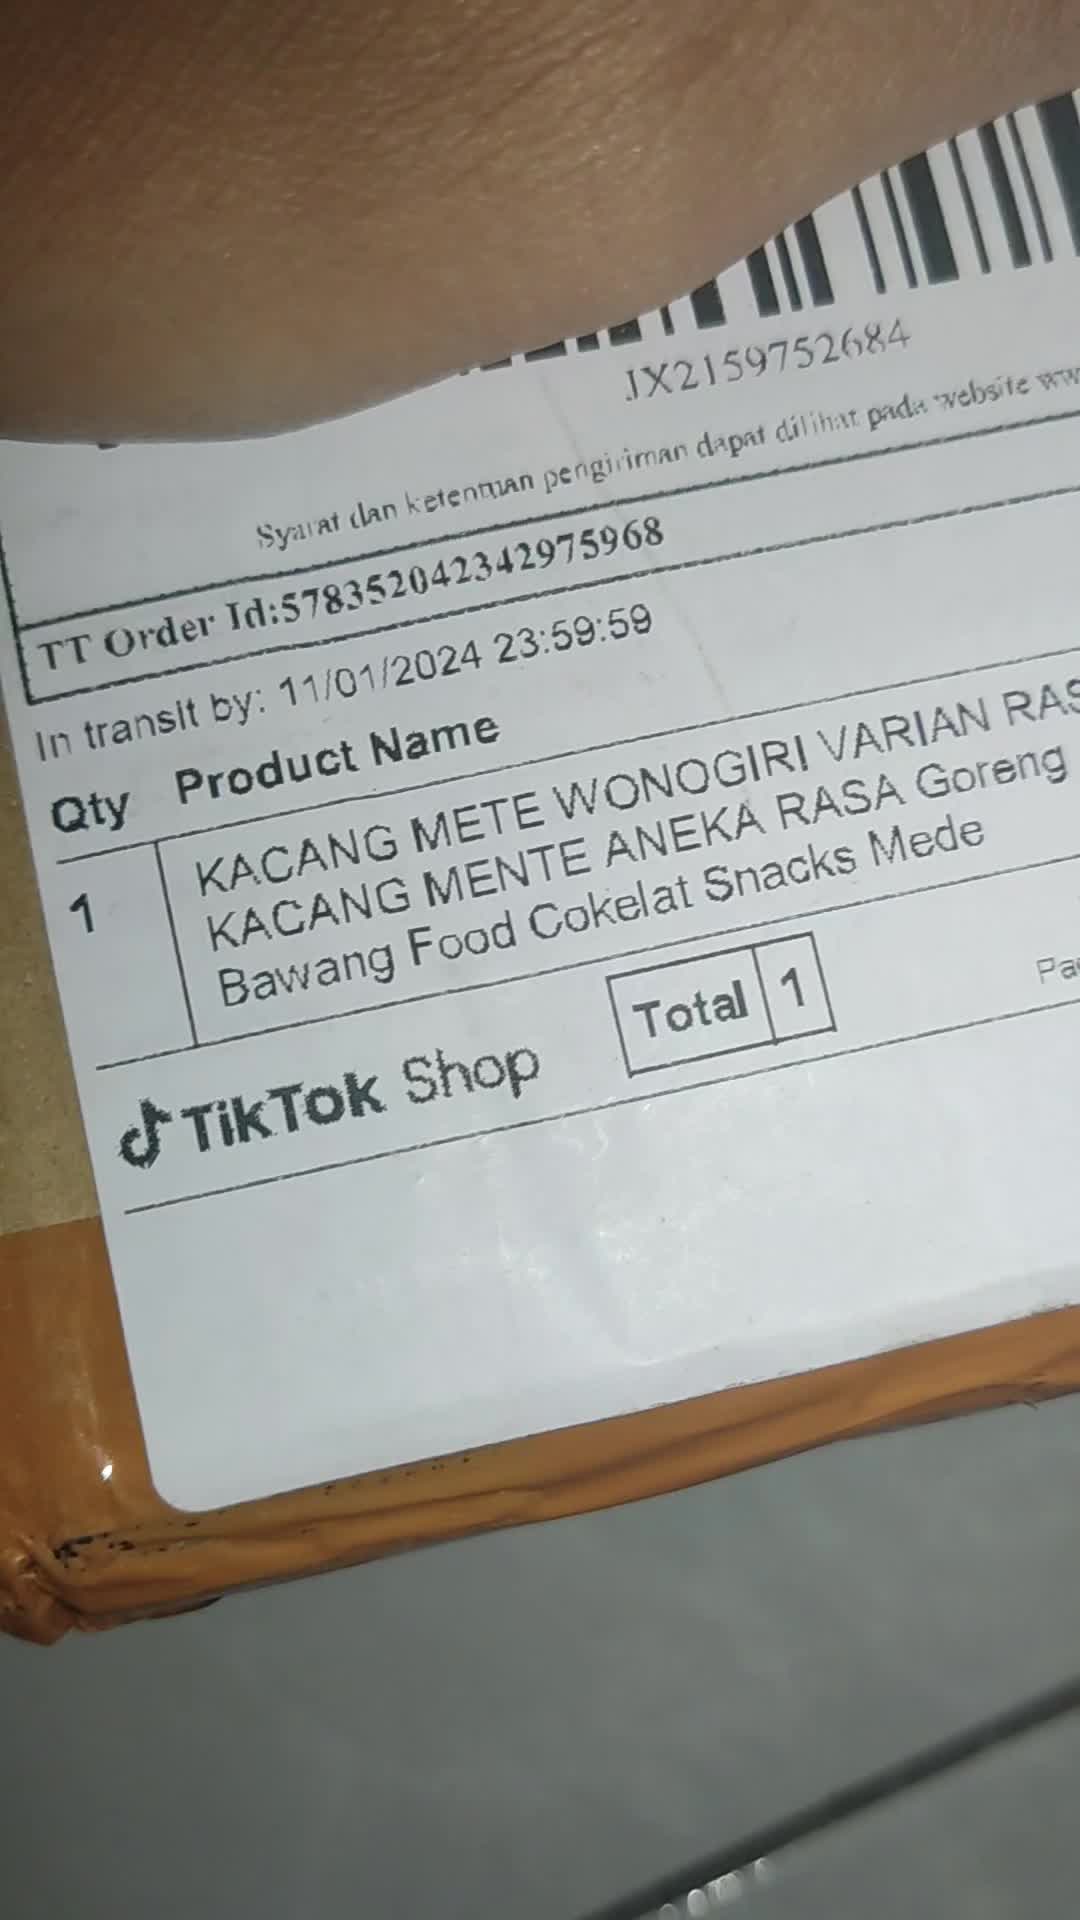 JX2159752684
Syarat dan ketentuan pengiriman dapat dilihat pada website
TT Order Id:578352042342975968
In transit by: 11/01/2024 23:59:59
Qty Product Name
1 KACANG METE WONOGIRI VARIAN
KACANG MENTE ANEKA RASA Goreng
Bawang Food Cokelat Snacks Mede
Total 1
TikTok Shop